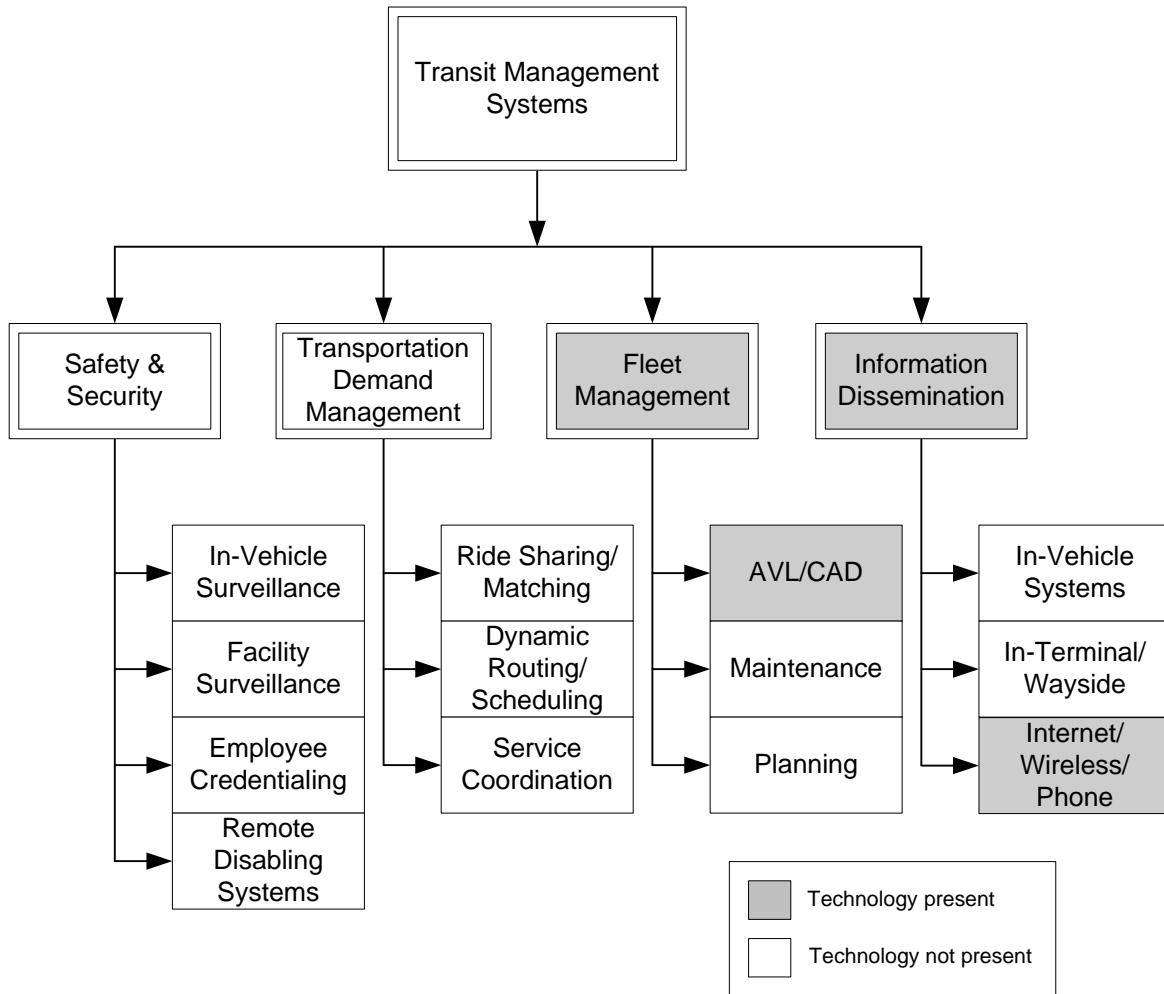 Transit Management
Systems
Safety &
Security
Transportation
Demand
Management
Fleet
Management
Information
Dissemination
In-Vehicle
Surveillance
Facility
Surveillance
Employee
Credentialing
Remote
Disabling
Systems
Ride Sharing/
Matching
Dynamic
Routing/
Scheduling
Service
Coordination
AVL/CAD
Maintenance
Planning
In-Vehicle
Systems
In-Terminal/
Wayside
Internet/
Wireless/
Phone
Technology present
Technology not present